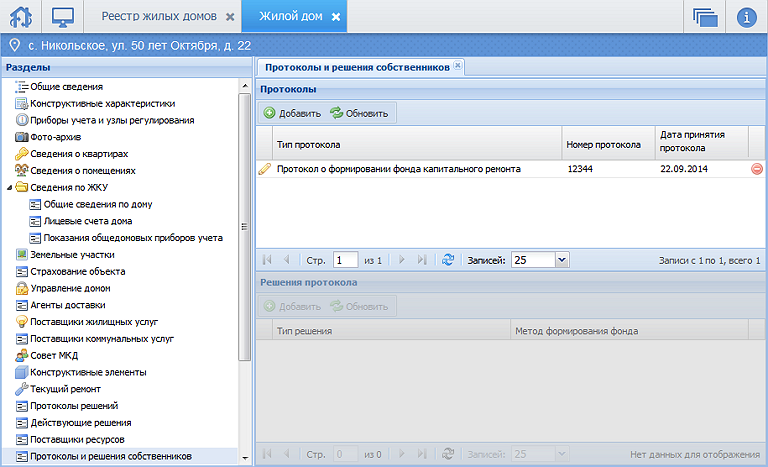 Реестр жилых домов
Жилой дом
с. Никольское, ул. 50 лет Октября, д. 22
Разделы
Общие сведения
Конструктивные характеристики
Приборы учета и узлы регулирования
Фото-архив
Сведения о квартирах
Сведения о помещениях
Сведения по ЖКУ
Общие сведения по дому
Лицевые счета дома
Показания общедомовых приборов учета
Земельные участки
Страхование объекта
Управление домом
Агенты доставки
Поставщики жилищных услуг
Поставщики коммунальных услуг
Совет МКД
Конструктивные элементы
Текущий ремонт
Протоколы решений
Действующие решения
Поставщики ресурсов
Протоколы и решения собственников
Протоколы и решения собственников
Протоколы
Добавить Обновить
Тип протокола Номер протокола Дата принятия протокола
Протокол о формировании фонда капитального ремонта 12344 22.09.2014
Стр. 1 из 1 Записей: 25 Записи с 1 по 1, всего 1
Решения протокола
Добавить Обновить
Тип решения Метод формирования фонда
Стр. 0 из 0 Записей: 25 Нет данных для отображения